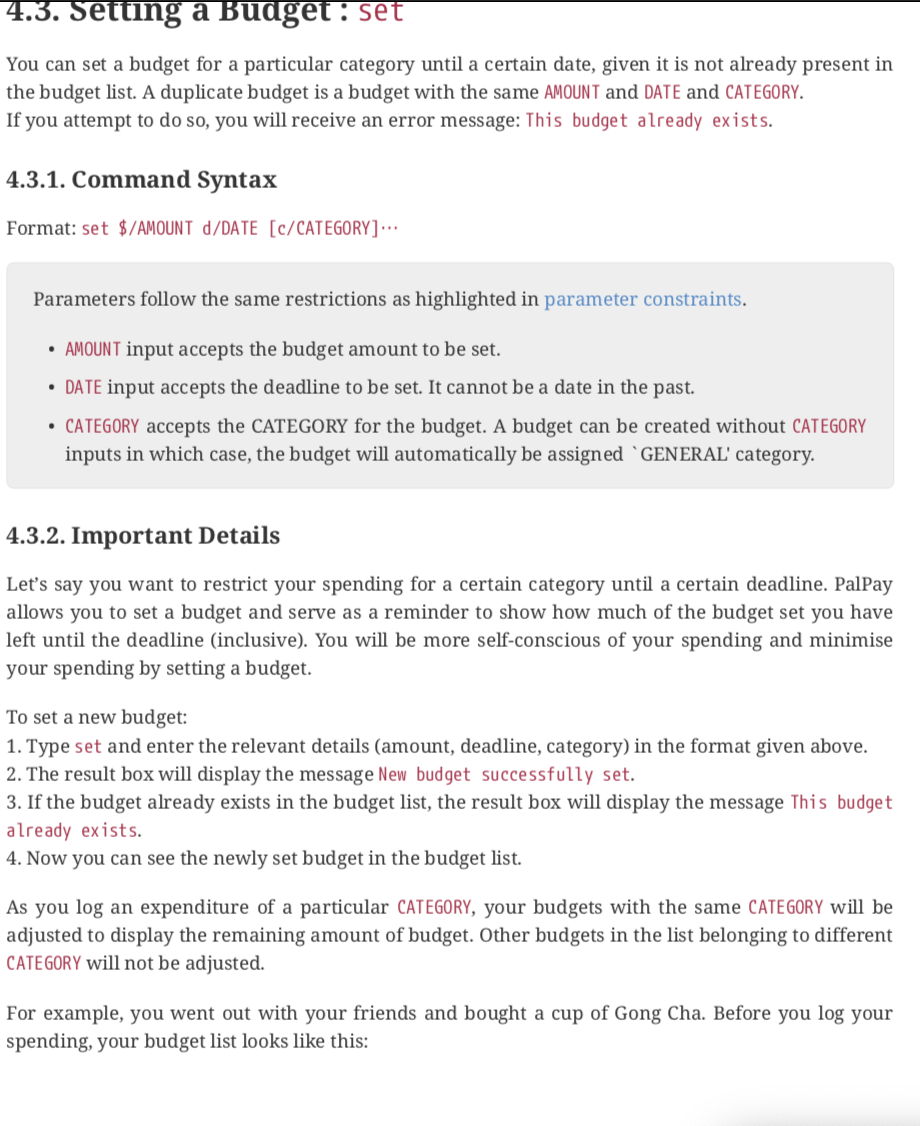 4.3. Setting a Budget : set
You can set a budget for a particular category until a certain date, given it is not already present in
the budget list. A duplicate budget is a budget with the same AMOUNT and DATE and CATEGORY.
If you attempt to do so, you will receive an error message: This budget already exists.
4.3.1. Command Syntax
Format: set $/AMOUNT d/DATE [c/CATEGORY]…
Parameters follow the same restrictions as highlighted in parameter constraints.
• AMOUNT input accepts the budget amount to be set.
• DATE input accepts the deadline to be set. It cannot be a date in the past.
• CATEGORY accepts the CATEGORY for the budget. A budget can be created without CATEGORY
inputs in which case, the budget will automatically be assigned `GENERAL' category.
4.3.2. Important Details
Let’s say you want to restrict your spending for a certain category until a certain deadline. PalPay
allows you to set a budget and serve as a reminder to show how much of the budget set you have
left until the deadline (inclusive). You will be more self-conscious of your spending and minimise
your spending by setting a budget.
To set a new budget:
1. Type set and enter the relevant details (amount, deadline, category) in the format given above.
2. The result box will display the message New budget successfully set.
3. If the budget already exists in the budget list, the result box will display the message This budget
already exists.
4. Now you can see the newly set budget in the budget list.
As you log an expenditure of a particular CATEGORY, your budgets with the same CATEGORY will be
adjusted to display the remaining amount of budget. Other budgets in the list belonging to different
CATEGORY will not be adjusted.
For example, you went out with your friends and bought a cup of Gong Cha. Before you log your
spending, your budget list looks like this: